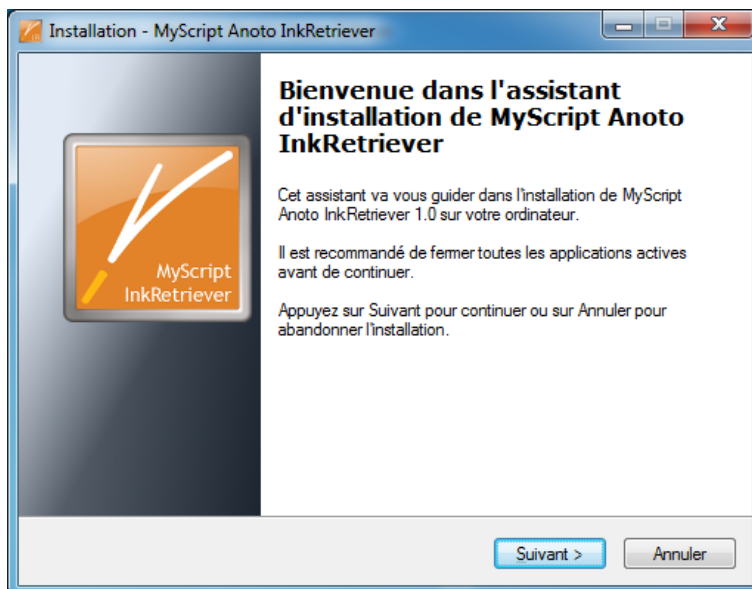 Installation - MyScript Anoto InkRetriever
Bienvenue dans l'assistant
d'installation de MyScript Anoto
InkRetriever
Cet assistant va vous guider dans l'installation de MyScript
Anoto InkRetriever 1.0 sur votre ordinateur.
Il est recommandé de fermer toutes les applications actives
avant de continuer.
Appuyez sur Suivant pour continuer ou sur Annuler pour
abandonner l'installation.
MyScript
InkRetriever
Suivant >
Annuler